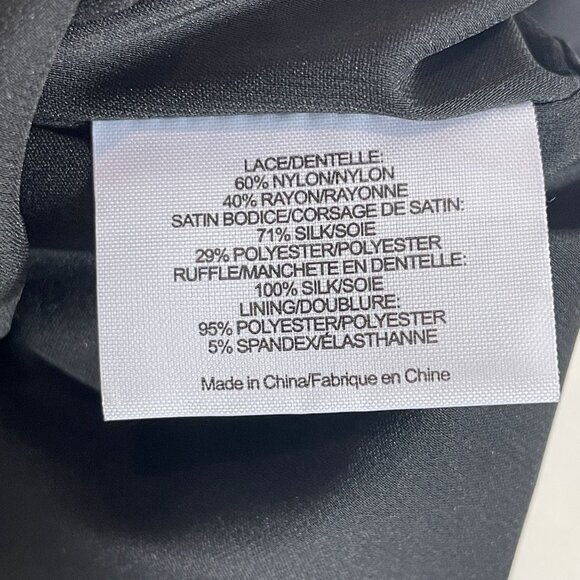 LACE/DENTELLE:
60% NYLON/NYLON
40% RAYON/RAYONNE
SATIN BODICE/CORSAGE DE SATIN:
71% SILK/SOIE
29% POLYESTER/POLYESTER
RUFFLE/MANCHETE EN DENTELLE:
100% SILK/SOIE
LINING/DOUBLURE:
95% POLYESTER/POLYESTER
5% SPANDEX/ÉLASTHANNE
Made in China/Fabrique en Chine